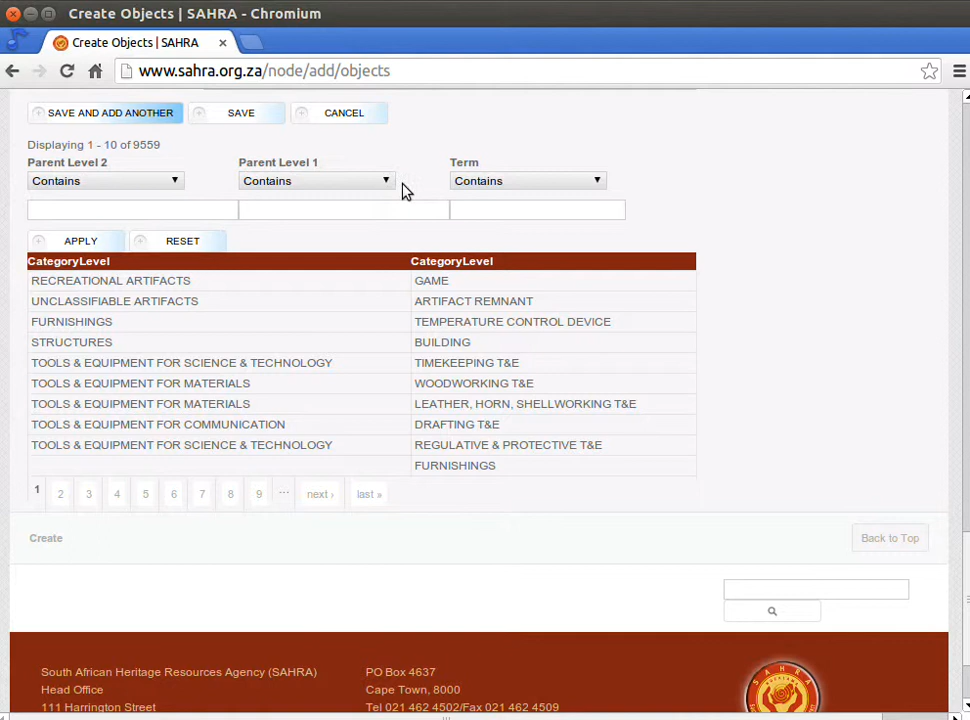 Create Objects | SAHRA - Chromium
Create Objects | SAHRA
www.sahra.org.za/node/add/objects
SAVE AND ADD ANOTHER SAVE CANCEL
Displaying 1 - 10 of 9559
Parent Level 2 Parent Level 1 Term
Contains Contains Contains
APPLY RESET
CategoryLevel CategoryLevel
RECREATIONAL ARTIFACTS GAME
UNCLASSIFIABLE ARTIFACTS ARTIFACT REMNANT
FURNISHINGS TEMPERATURE CONTROL DEVICE
STRUCTURES BUILDING
TOOLS & EQUIPMENT FOR SCIENCE & TECHNOLOGY TIMEKEEPING T&E
TOOLS & EQUIPMENT FOR MATERIALS WOODWORKING T&E
TOOLS & EQUIPMENT FOR MATERIALS LEATHER, HORN, SHELLWORKING T&E
TOOLS & EQUIPMENT FOR COMMUNICATION DRAFTING T&E
TOOLS & EQUIPMENT FOR SCIENCE & TECHNOLOGY REGULATIVE & PROTECTIVE T&E
FURNISHINGS
1 2 3 4 5 6 7 8 9 ... next › last »
Create Back to Top
South African Heritage Resources Agency (SAHRA) PO Box 4637
Head Office Cape Town, 8000
111 Harrington Street Tel 021 462 4502/Fax 021 462 4509
SAHRA